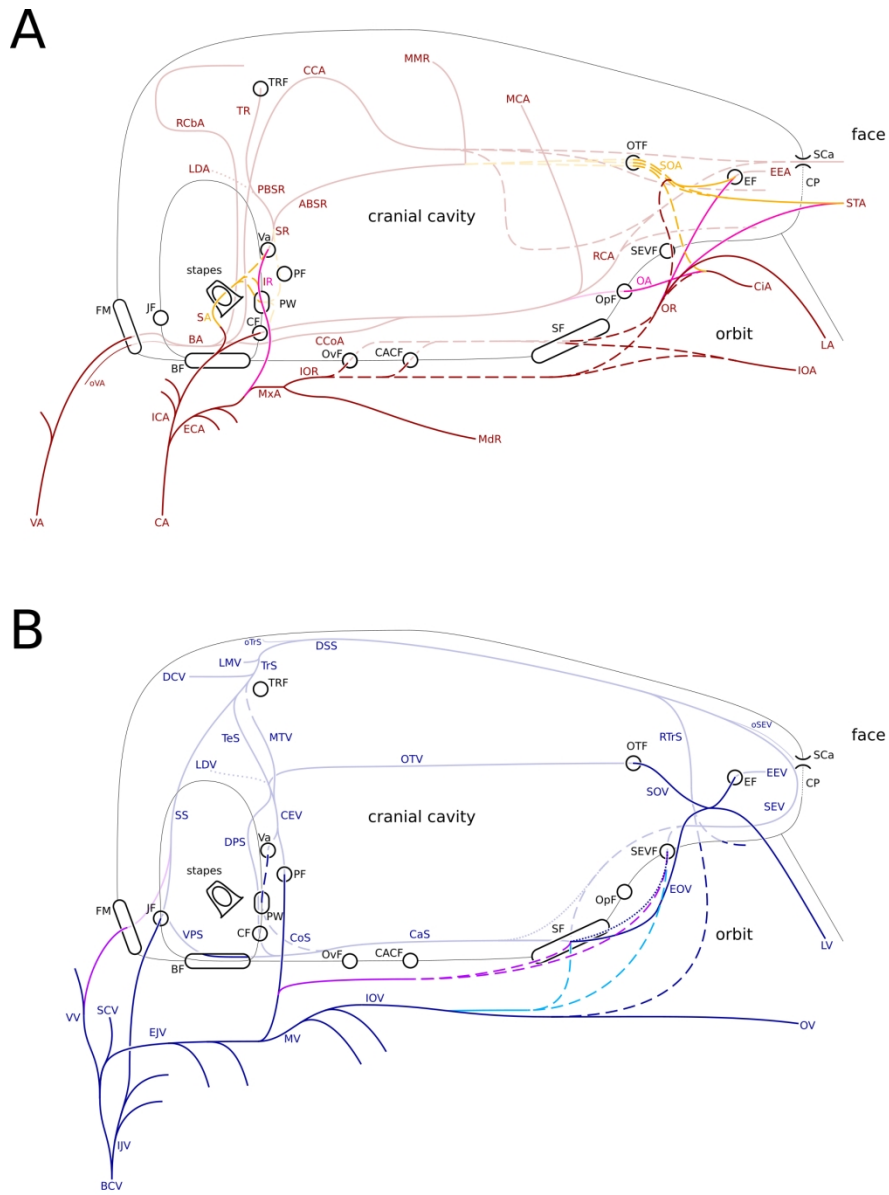 A
MMR
CCA
TRF
MCA
TR
RCbA
face
OTF
SCa
SOA
LDA
EEA
EF
CP
PBSR
ABSR
STA
cranial cavity
SR
Va
SEVF
RCA
stapes
IR
PF
OA
CiA
OpF
PW
FM
JF
SA
OR
CF
SF
orbit
BA
CCoA
LA
OvF
CACF
BF
oVA
IOR
IOA
MxA
ICA
ECA
MdR
VA
CA
B
oTrS
DSS
LMV
TrS
DCV
TRF
oSEV
TeS
MTV
RTrS
face
OTF
SCa
LDV
OTV
EEV
EF
CP
SOV
SEV
SS
CEV
cranial cavity
DPS
Va
SEVF
stapes
PF
EOV
OpF
FM
JF
PW
SF
CF
orbit
VPS
CoS
CaS
LV
OvF
CACF
BF
IOV
SCV
VV
EJV
MV
OV
IJV
BCV